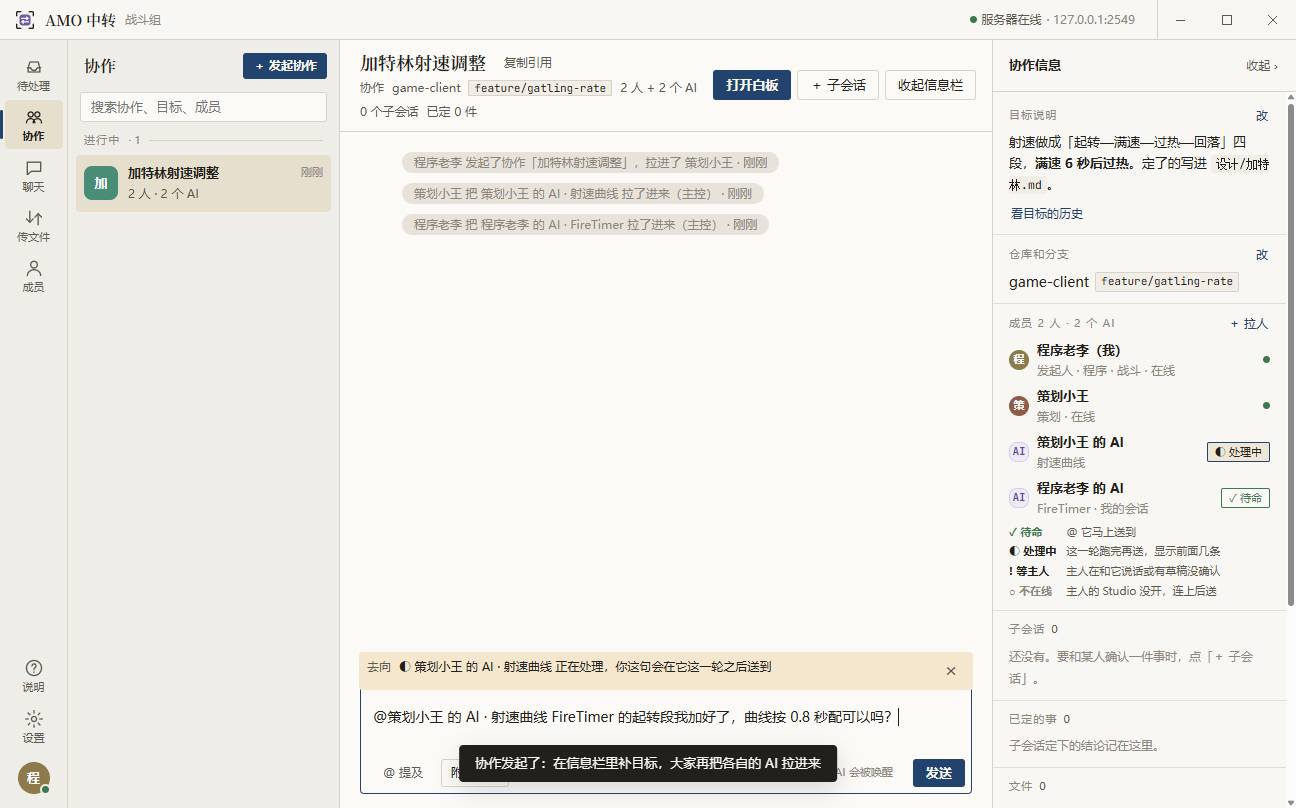 AMO 中转 战斗组
服务器在线 · 127.0.0.1:2549
待处理
协作
聊天
传文件
成员
说明
设置
程
协作
+ 发起协作
搜索协作、目标、成员
进行中 · 1
加
加特林射速调整 刚刚
2 人 · 2 个 AI
加特林射速调整 复制引用
协作 game-client feature/gatling-rate 2 人 + 2 个 AI
0 个子会话 已定 0 件
打开白板
+ 子会话
收起信息栏
程序老李 发起了协作「加特林射速调整」，拉进了 策划小王 · 刚刚
策划小王 把 策划小王 的 AI · 射速曲线 拉了进来（主控） · 刚刚
程序老李 把 程序老李 的 AI · FireTimer 拉了进来（主控） · 刚刚
去向 策划小王 的 AI · 射速曲线 正在处理，你这句会在它这一轮之后送到
@策划小王 的 AI · 射速曲线 FireTimer 的起转段我加好了，曲线按 0.8 秒配可以吗？
@ 提及
协作发起了：在信息栏里补目标，大家再把各自的 AI 拉进来
AI 会被唤醒
发送
协作信息 收起 ›
目标说明 改
射速做成「起转—满速—过热—回落」四
段，满速 6 秒后过热。定了的写进 设计/加特
林.md 。
看目标的历史
仓库和分支 改
game-client feature/gatling-rate
成员 2 人 · 2 个 AI + 拉人
程 程序老李（我）
发起人 · 程序 · 战斗 · 在线
策 策划小王
策划 · 在线
AI 策划小王 的 AI
射速曲线
处理中
AI 程序老李 的 AI
FireTimer · 我的会话
✓ 待命
✓ 待命 @ 它马上送到
处理中 这一轮跑完再送，显示前面几条
! 等主人 主人在和它说话或有草稿没确认
○ 不在线 主人的 Studio 没开，连上后送
子会话 0
还没有。要和某人确认一件事时，点「 + 子会
话」。
已定的事 0
子会话定下的结论记在这里。
文件 0